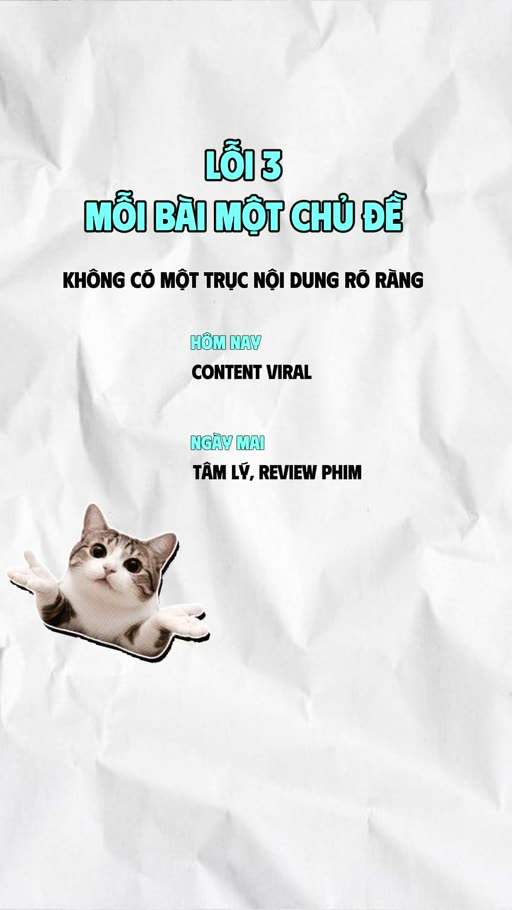 LỖI 3
MỖI BÀI MỘT CHỦ ĐỀ
KHÔNG CÓ MỘT TRỤC NỘI DUNG RÕ RÀNG
HÔM NAY
CONTENT VIRAL
NGÀY MAI
TÂM LÝ, REVIEW PHIM